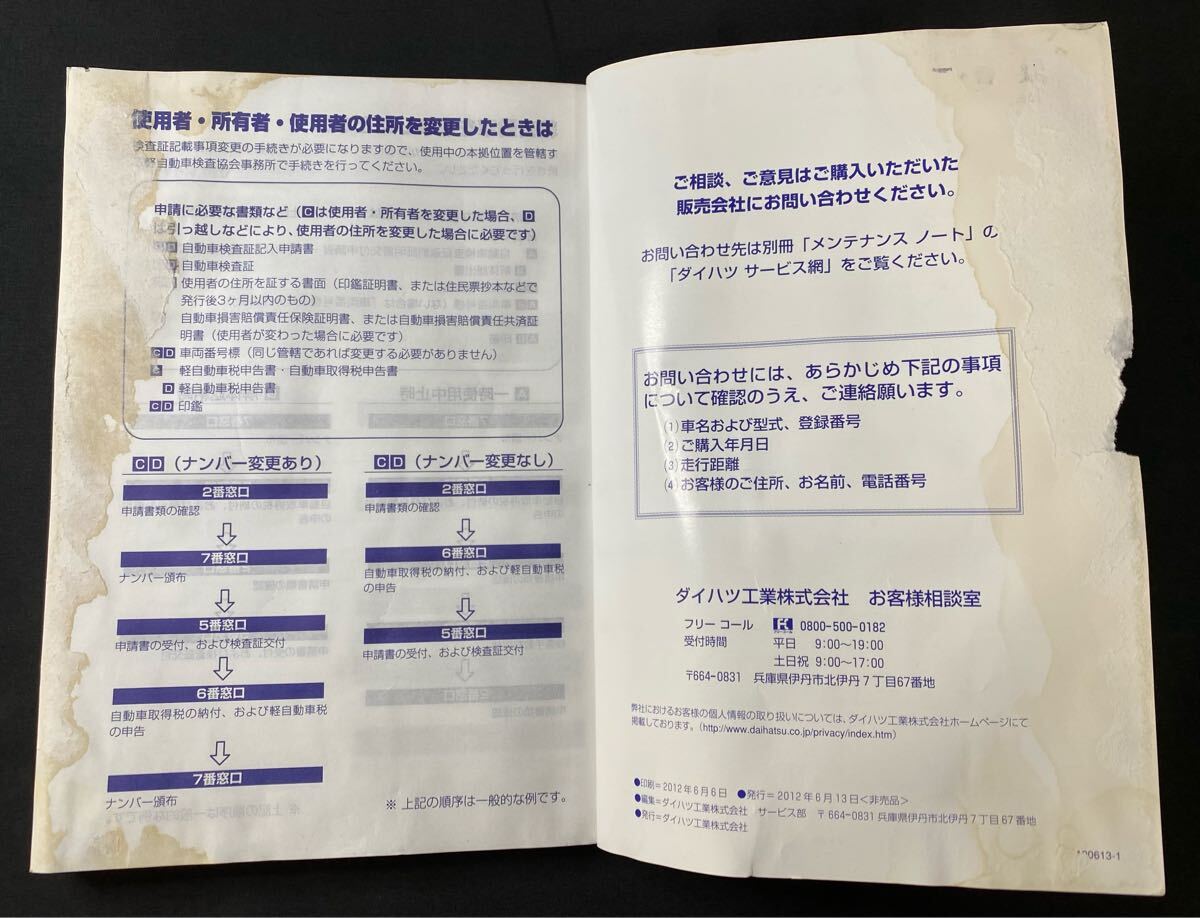 使用者・所有者・使用者の住所を変更したときは
検査証記載事項変更の手続きが必要になりますので、使用中の本拠位置を管轄す
軽自動車検査協会事務所で手続きを行ってください。
申請に必要な書類など（Cは使用者・所有者を変更した場合、D
は引っ越しなどにより、使用者の住所を変更した場合に必要です）
自動車検査証記入申請書
自動車検査証
使用者の住所を証する書面（印鑑証明書、または住民票抄本などで
発行後3ヶ月以内のもの）
自動車損害賠償責任保険証明書、または自動車損害賠償責任共済証
明書（使用者が変わった場合に必要です）
C D 車両番号標（同じ管轄であれば変更する必要がありません）
軽自動車税申告書・自動車取得税申告書
D 軽自動車税申告書
C D 印鑑
C D（ナンバー変更あり）
2番窓口
申請書類の確認
7番窓口
ナンバー頒布
5番窓口
申請書の受付、および検査証交付
6番窓口
自動車取得税の納付、および軽自動車税
の申告
7番窓口
ナンバー頒布
C D（ナンバー変更なし）
2番窓口
申請書類の確認
6番窓口
自動車取得税の納付、および軽自動車税
の申告
5番窓口
申請書の受付、および検査証交付
※ 上記の順序は一般的な例です。
ご相談、ご意見はご購入いただいた
販売会社にお問い合わせください。
お問い合わせ先は別冊「メンテナンス ノート」の
「ダイハツ サービス網」をご覧ください。
お問い合わせには、あらかじめ下記の事項
について確認のうえ、ご連絡願います。
(1)車名および型式、登録番号
(2)ご購入年月日
(3)走行距離
(4)お客様のご住所、お名前、電話番号
ダイハツ工業株式会社　お客様相談室
フリー コール 0800-500-0182
受付時間 平日 9:00〜19:00
土日祝 9:00〜17:00
〒664-0831 兵庫県伊丹市北伊丹7丁目67番地
弊社におけるお客様の個人情報の取り扱いについては、ダイハツ工業株式会社ホームページにて
掲載しております。（http://www.daihatsu.co.jp/privacy/index.htm）
●印刷＝2012年6月6日 ●発行＝2012年6月13日<非売品>
●編集＝ダイハツ工業株式会社 サービス部 〒664-0831 兵庫県伊丹市北伊丹7丁目67番地
●発行＝ダイハツ工業株式会社
0613-1